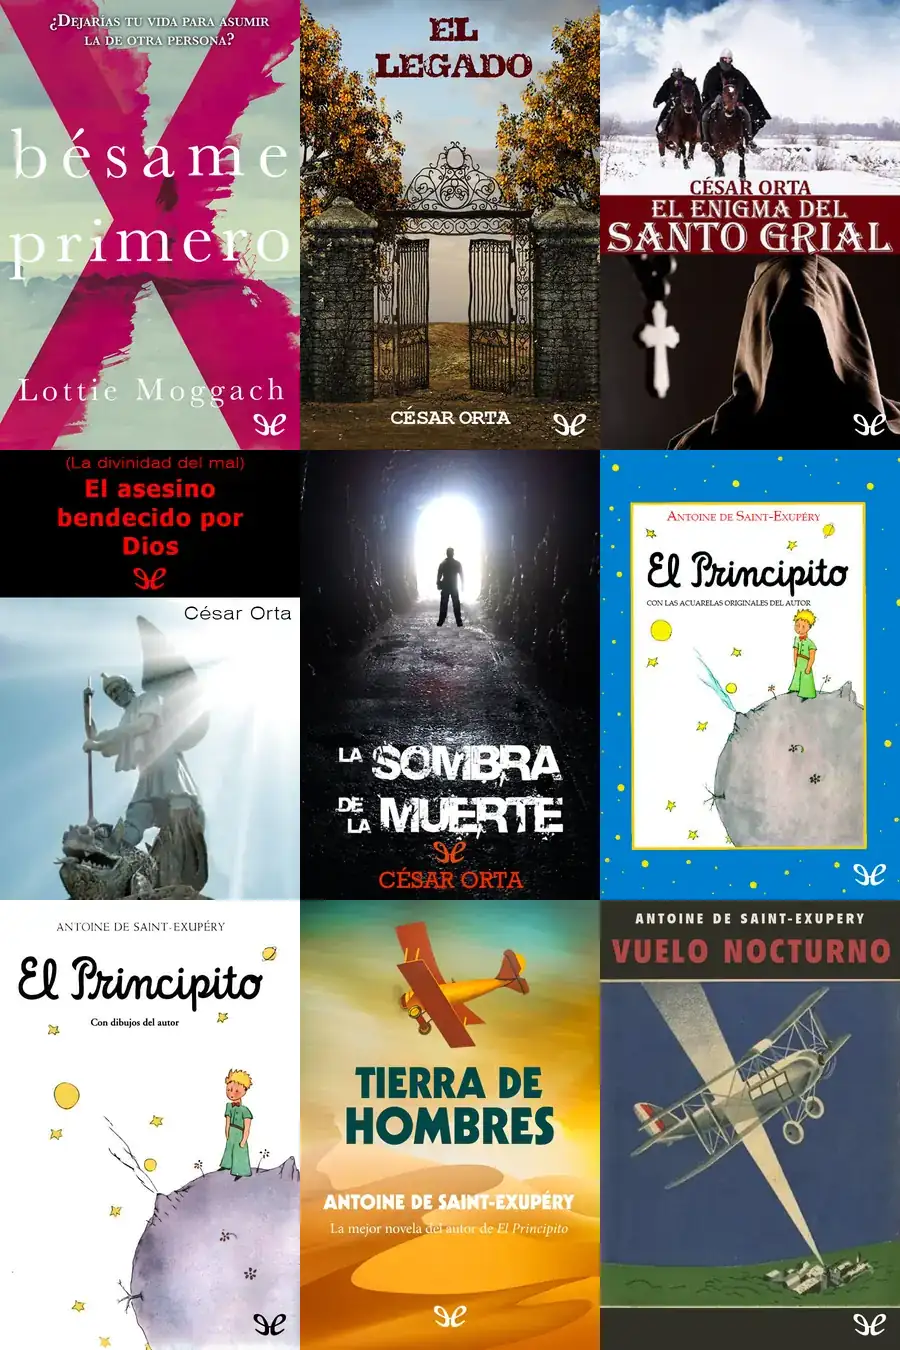 ¿DEJARÍAS TU VIDA PARA ASUMIR
LA DE OTRA PERSONA?
bésame
primero
Lottie Moggach
EL
LEGADO
CÉSAR ORTA
CÉSAR ORTA
EL ENIGMA DEL
SANTO GRIAL
(La divinidad del mal)
El asesino
bendecido por
Dios
César Orta
LA SOMBRA
DE LA MUERTE
CÉSAR ORTA
ANTOINE DE SAINT-EXUPÉRY
El Principito
CON LAS ACUARELAS ORIGINALES DEL AUTOR
ANTOINE DE SAINT-EXUPÉRY
El Principito
Con dibujos del autor
TIERRA DE
HOMBRES
ANTOINE DE SAINT-EXUPÉRY
La mejor novela del autor de El Principito
ANTOINE DE SAINT-EXUPERY
VUELO NOCTURNO